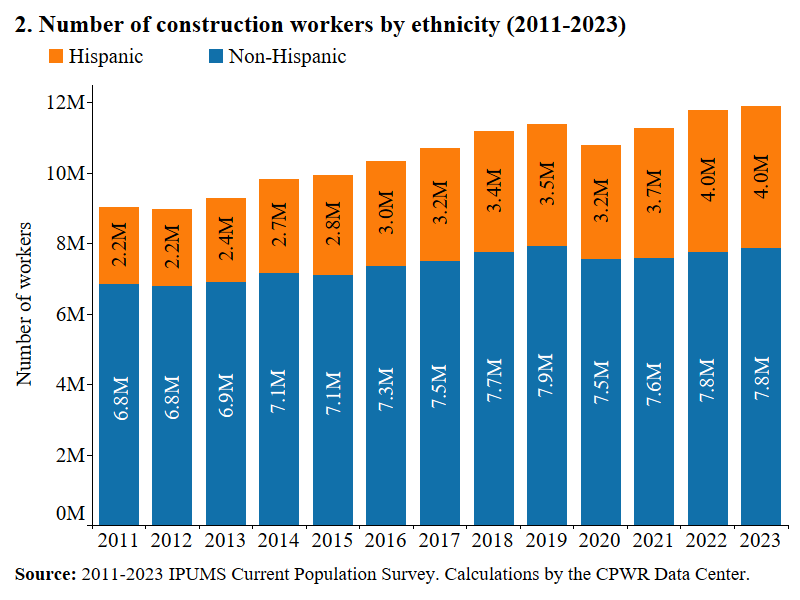 2. Number of construction workers by ethnicity (2011-2023)
Hispanic Non-Hispanic
Number of workers
12M
10M
8M
6M
4M
2M
0M
2.2M 2.2M 2.4M 2.7M 2.8M 3.0M 3.2M 3.4M 3.5M 3.2M 3.7M 4.0M 4.0M
6.8M 6.8M 6.9M 7.1M 7.1M 7.3M 7.5M 7.7M 7.9M 7.5M 7.6M 7.8M 7.8M
2011 2012 2013 2014 2015 2016 2017 2018 2019 2020 2021 2022 2023
Source: 2011-2023 IPUMS Current Population Survey. Calculations by the CPWR Data Center.